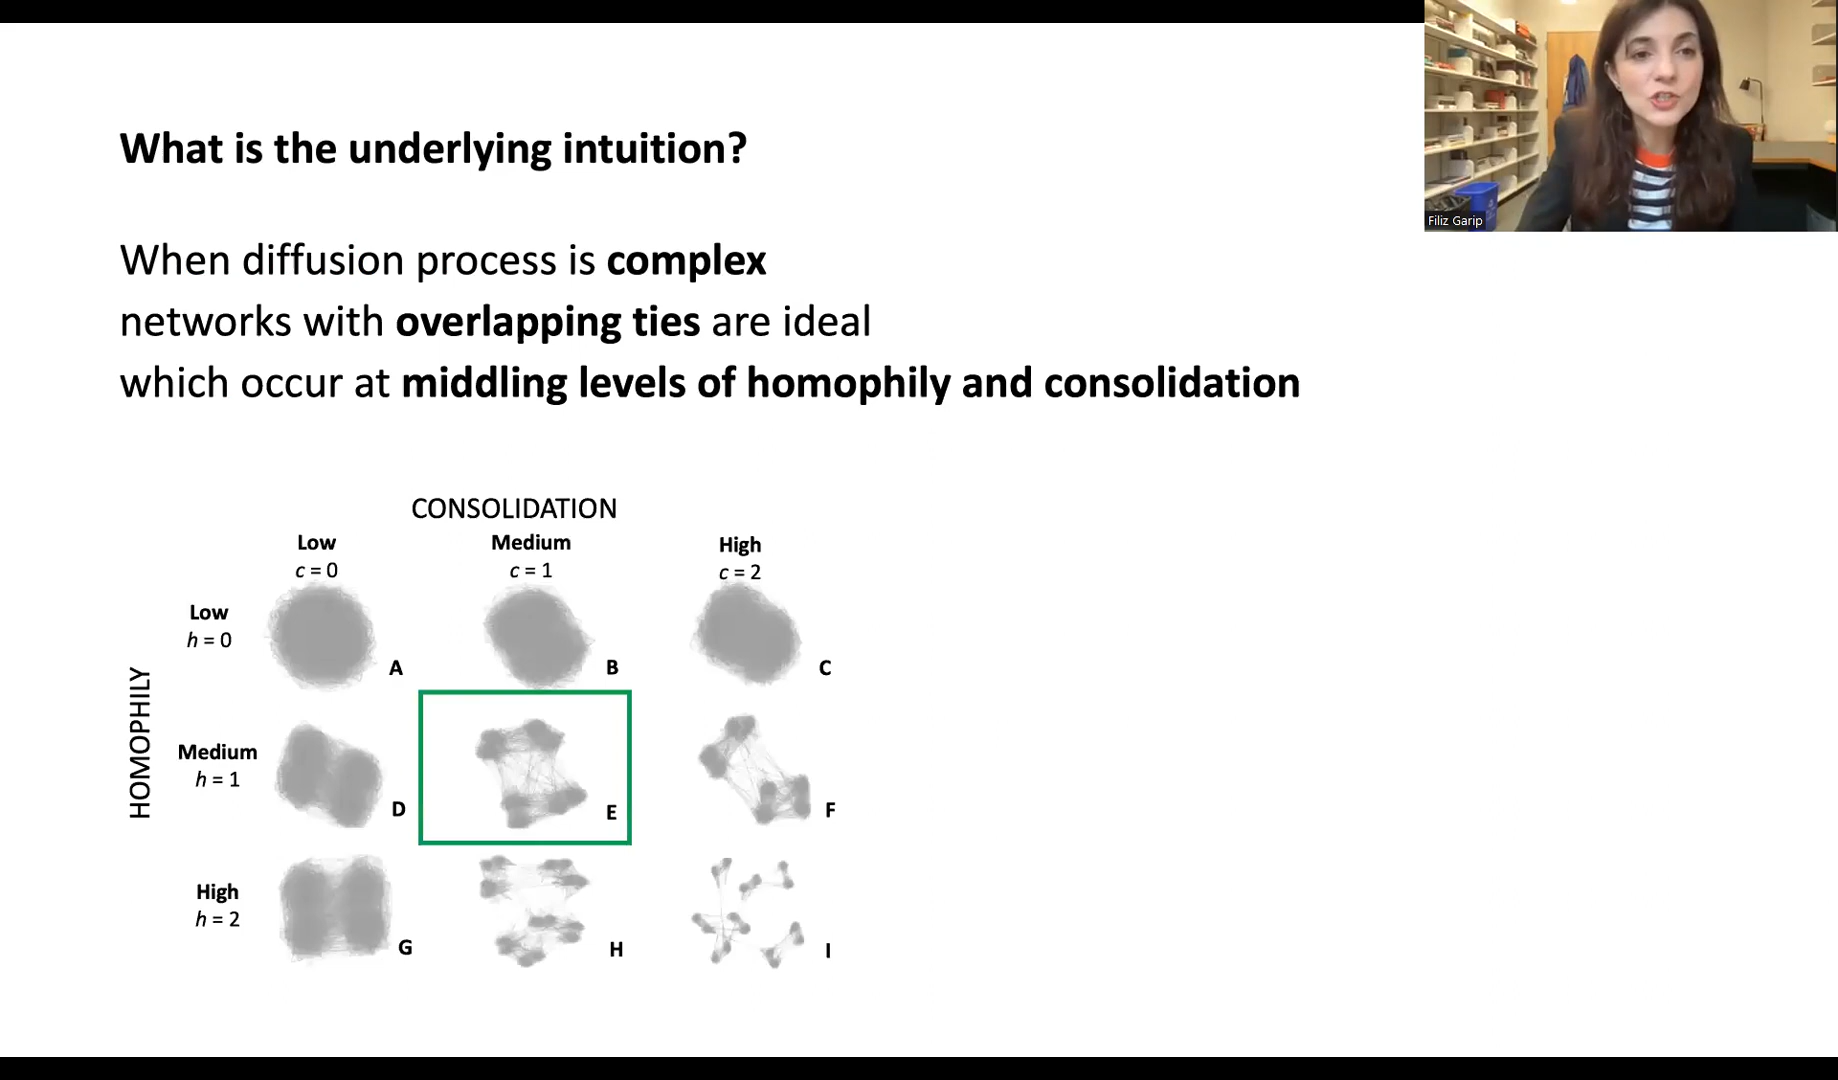 Filiz Garip
What is the underlying intuition?
When diffusion process is complex
networks with overlapping ties are ideal
which occur at middling levels of homophily and consolidation
CONSOLIDATION
Low Medium High
c = 0 c = 1 c = 2
HOMOPHILY
Low
h = 0
A B C
Medium
h = 1
D E F
High
h = 2
G H I